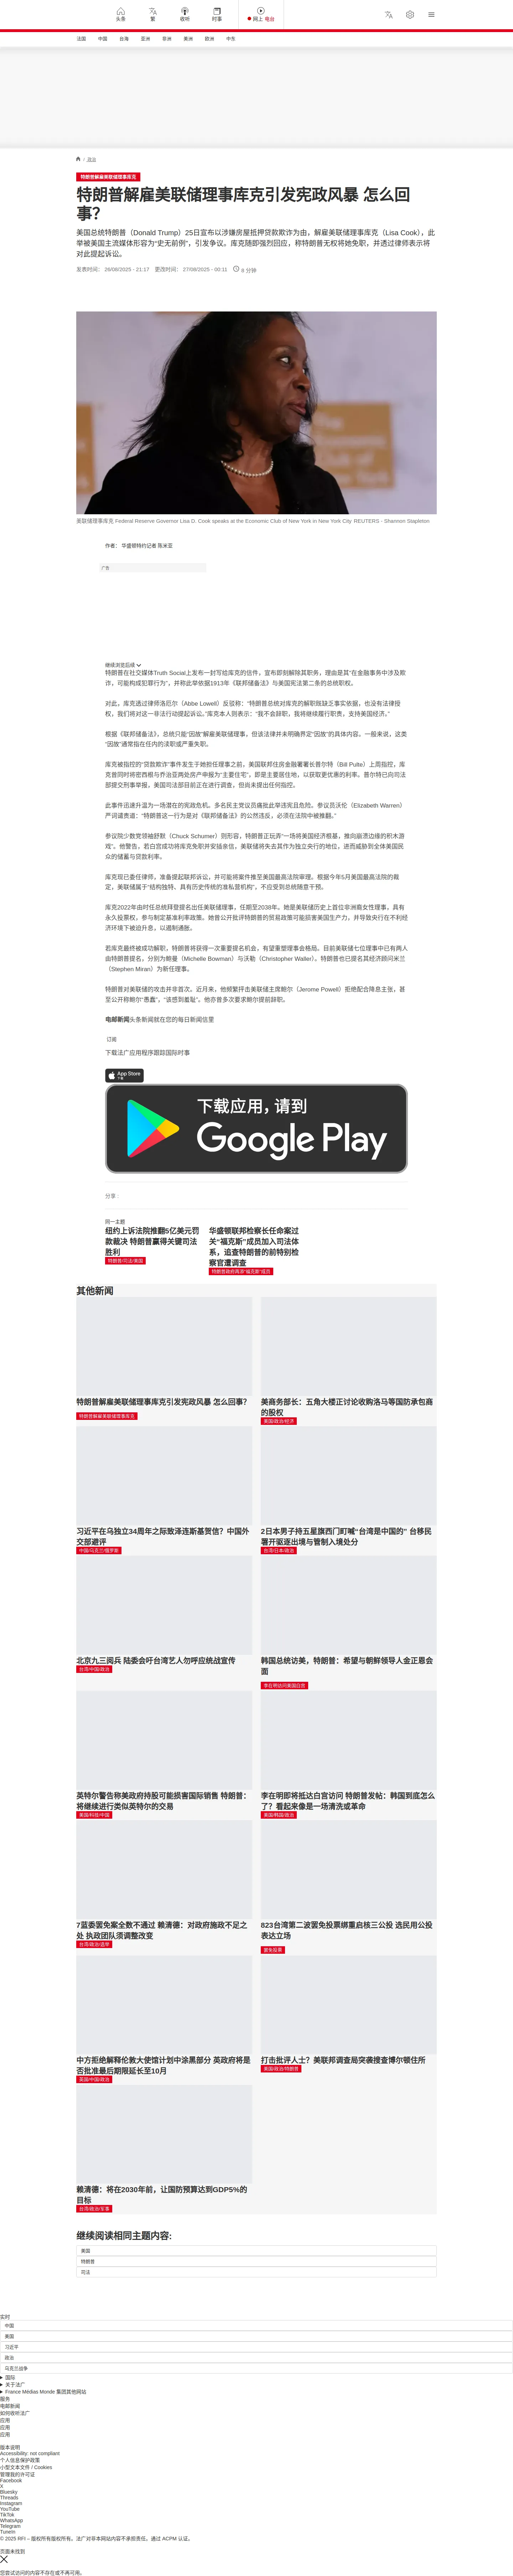 头条
繁
收听
时事
网上 电台
法国
中国
台海
亚洲
非洲
美洲
欧洲
中东
/ 政治
特朗普解雇美联储理事库克
特朗普解雇美联储理事库克引发宪政风暴 怎么回
事?
美国总统特朗普（Donald Trump）25日宣布以涉嫌房屋抵押贷款欺诈为由，解雇美联储理事库克（Lisa Cook），此
举被美国主流媒体形容为“史无前例”，引发争议。库克随即强烈回应，称特朗普无权将她免职，并透过律师表示将
对此提起诉讼。
发表时间： 26/08/2025 - 21:17 更改时间： 27/08/2025 - 00:11 8 分钟
美联储理事库克 Federal Reserve Governor Lisa D. Cook speaks at the Economic Club of New York in New York City REUTERS - Shannon Stapleton
作者： 华盛顿特约记者 陈米亚
广告
继续浏览后续
特朗普在社交媒体Truth Social上发布一封写给库克的信件，宣布即刻解除其职务，理由是其“在金融事务中涉及欺
诈，可能构成犯罪行为”，并称此举依据1913年《联邦储备法》与美国宪法第二条的总统职权。
对此，库克透过律师洛厄尔（Abbe Lowell）反驳称：“特朗普总统对库克的解职既缺乏事实依据，也没有法律授
权，我们将对这一非法行动提起诉讼。”库克本人则表示：“我不会辞职，我将继续履行职责，支持美国经济。”
根据《联邦储备法》，总统只能“因故”解雇美联储理事，但该法律并未明确界定“因故”的具体内容。一般来说，这类
“因故”通常指在任内的渎职或严重失职。
库克被指控的“贷款欺诈”事件发生于她担任理事之前，美国联邦住房金融署署长普尔特（Bill Pulte）上周指控，库
克曾同时将密西根与乔治亚两处房产申报为“主要住宅”，即是主要居住地，以获取更优惠的利率。普尔特已向司法
部提交刑事举报，美国司法部目前正在进行调查，但尚未提出任何指控。
此事件迅速升温为一场潜在的宪政危机。多名民主党议员痛批此举违宪且危险。参议员沃伦（Elizabeth Warren）
严词谴责道：“特朗普这一行为是对《联邦储备法》的公然违反，必须在法院中被推翻。”
参议院少数党领袖舒默（Chuck Schumer）则形容，特朗普正玩弄“一场将美国经济根基，推向崩溃边缘的积木游
戏”。他警告，若白宫成功将库克免职并安插亲信，美联储将失去其作为独立央行的地位，进而威胁到全体美国民
众的储蓄与贷款利率。
库克现已委任律师，准备提起联邦诉讼，并可能将案件推至美国最高法院审理。根据今年5月美国最高法院的裁
定，美联储属于“结构独特、具有历史传统的准私营机构”，不应受到总统随意干预。
库克2022年由时任总统拜登提名出任美联储理事，任期至2038年。她是美联储历史上首位非洲裔女性理事，具有
永久投票权，参与制定基准利率政策。她曾公开批评特朗普的贸易政策可能损害美国生产力，并导致央行在不利经
济环境下被迫升息，以遏制通胀。
若库克最终被成功解职，特朗普将获得一次重要提名机会，有望重塑理事会格局。目前美联储七位理事中已有两人
由特朗普提名，分别为鲍曼（Michelle Bowman）与沃勒（Christopher Waller）。特朗普也已提名其经济顾问米兰
（Stephen Miran）为新任理事。
特朗普对美联储的攻击并非首次。近月来，他频繁抨击美联储主席鲍尔（Jerome Powell）拒绝配合降息主张，甚
至公开称鲍尔“愚蠢”，“该感到羞耻”，他亦曾多次要求鲍尔提前辞职。
电邮新闻头条新闻就在您的每日新闻信里
订阅
下载法广应用程序跟踪国际时事
App Store
下载
下载应用，请到
Google Play
分享 :
同一主题
纽约上诉法院推翻5亿美元罚
款裁决 特朗普赢得关键司法
胜利
特朗普/司法/美国
华盛顿联邦检察长任命案过
关“福克斯”成员加入司法体
系，追查特朗普的前特别检
察官遭调查
特朗普政府再添“福克斯”成员
其他新闻
特朗普解雇美联储理事库克引发宪政风暴 怎么回事?
特朗普解雇美联储理事库克
美商务部长：五角大楼正讨论收购洛马等国防承包商
的股权
美国/政治/经济
习近平在乌独立34周年之际致泽连斯基贺信？中国外
交部避评
中国/乌克兰/俄罗斯
2日本男子持五星旗西门町喊“台湾是中国的” 台移民
署开驱逐出境与管制入境处分
台湾/日本/政治
北京九三阅兵 陆委会吁台湾艺人勿呼应统战宣传
台湾/中国/政治
韩国总统访美，特朗普：希望与朝鲜领导人金正恩会
面
李在明访问美国白宫
英特尔警告称美政府持股可能损害国际销售 特朗普：
将继续进行类似英特尔的交易
美国/科技/中国
李在明即将抵达白宫访问 特朗普发帖：韩国到底怎么
了？看起来像是一场清洗或革命
美国/韩国/政治
7蓝委罢免案全数不通过 赖清德：对政府施政不足之
处 执政团队须调整改变
台湾/政治/选举
823台湾第二波罢免投票绑重启核三公投 选民用公投
表达立场
罢免投票
中方拒绝解释伦敦大使馆计划中涂黑部分 英政府将是
否批准最后期限延长至10月
英国/中国/政治
打击批评人士？美联邦调查局突袭搜查博尔顿住所
美国/政治/特朗普
赖清德：将在2030年前，让国防预算达到GDP5%的
目标
台湾/政治/军事
继续阅读相同主题内容:
美国
特朗普
司法
实时
中国
美国
习近平
政治
乌克兰战争
国际
关于法广
France Médias Monde 集团其他网站
服务
电邮新闻
如何收听法广
应用
应用
应用
版本说明
Accessibility: not compliant
个人信息保护政策
小型文本文件 / Cookies
管理我的许可证
Facebook
X
Bluesky
Threads
Instagram
YouTube
TikTok
WhatsApp
Telegram
TuneIn
© 2025 RFI – 版权所有版权所有。法广对非本网站内容不承担责任。通过 ACPM 认证。
页面未找到
您尝试访问的内容不存在或不再可用。